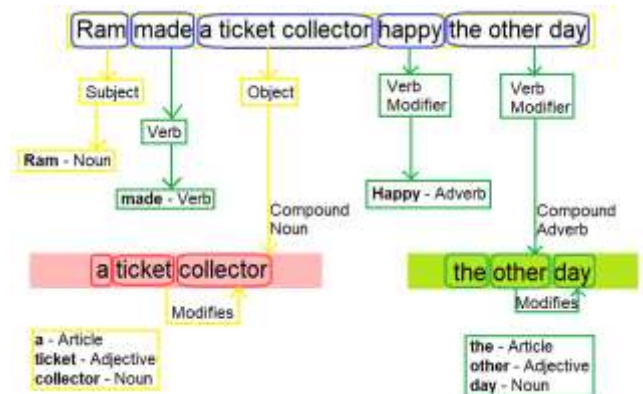 Ram made a ticket collector happy the other day
Subject
Object
Verb
Modifier
Verb
Modifier
Verb
Ram - Noun
made - Verb
Happy - Adverb
Compound
Noun
Compound
Adverb
a ticket collector
the other day
Modifies
Modifies
a - Article
ticket - Adjective
collector - Noun
the - Article
other - Adjective
day - Noun